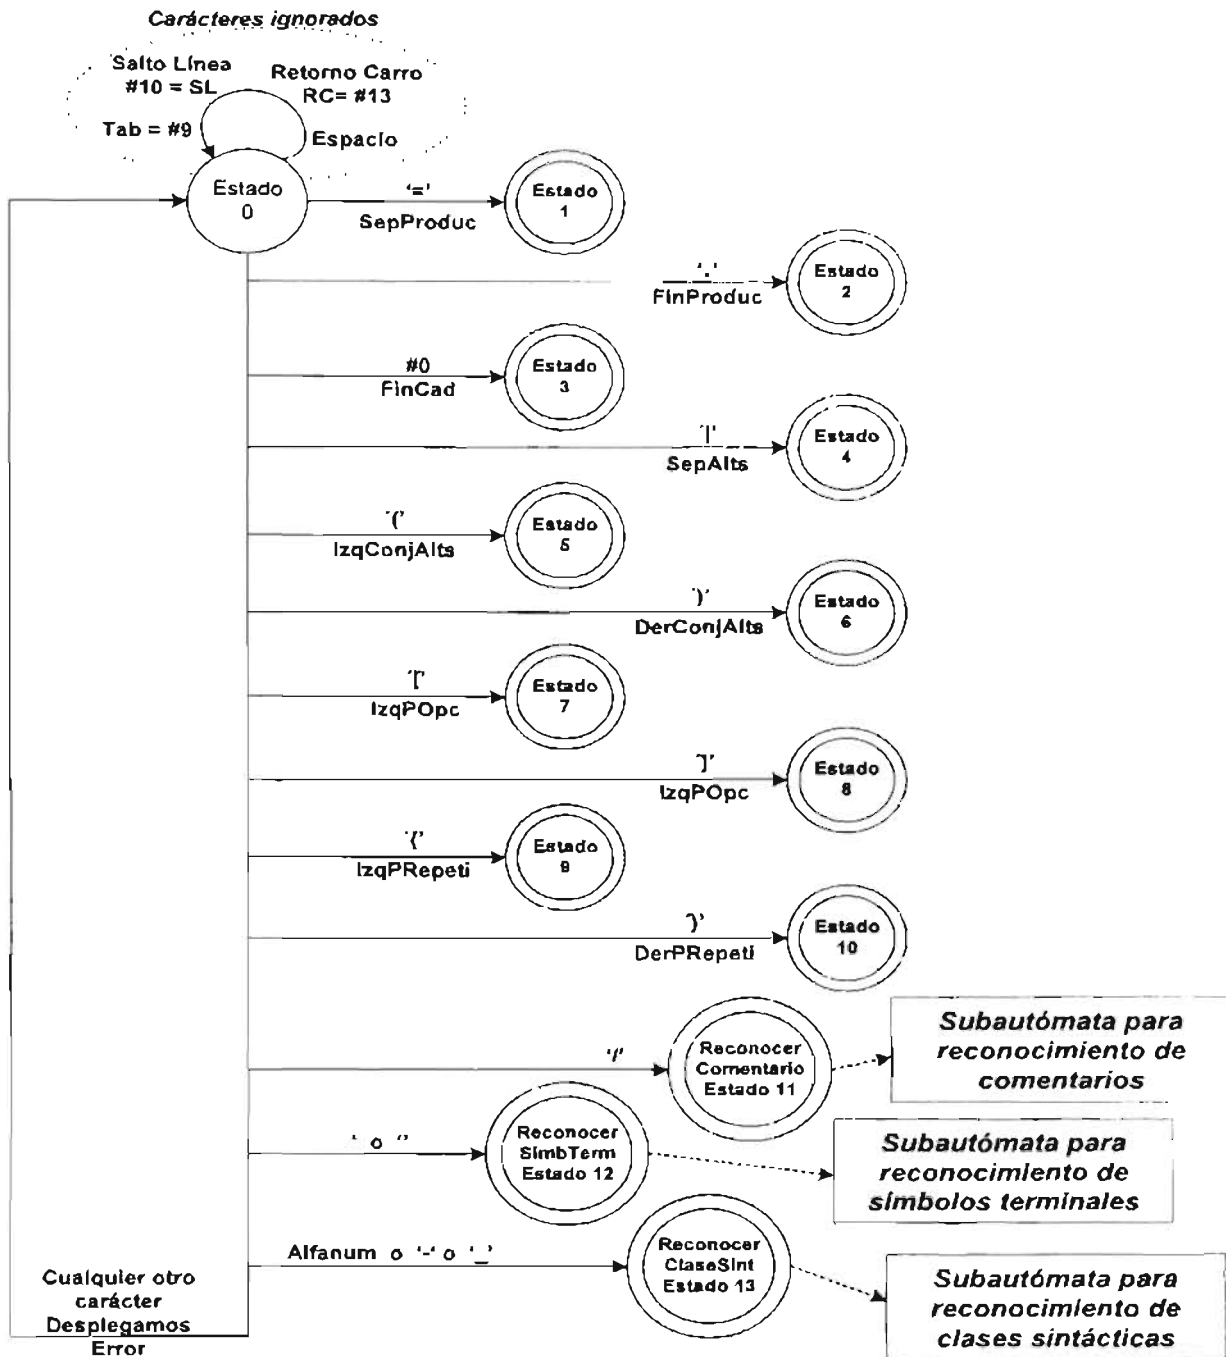 Carácteres ignorados
Salto Línea
#10 = SL
Retorno Carro
RC= #13
Tab = #9
Espacio
Estado
0
'='
SepProduc
Estado
1
FinProduc
Estado
2
#0
FinCad
Estado
3
'|'
SepAlts
Estado
4
'('
IzqConjAlts
Estado
5
')'
DerConjAlts
Estado
6
'['
IzqPOpc
Estado
7
']'
IzqPOpc
Estado
8
'{'
IzqPRepeti
Estado
9
'}'
DerPRepeti
Estado
10
'/'
Reconocer
Comentario
Estado 11
Subautómata para
reconocimiento de
comentarios
o
Reconocer
SimbTerm
Estado 12
Subautómata para
reconocimiento de
símbolos terminales
Alfanum o '-' o '_'
Reconocer
ClaseSint
Estado 13
Subautómata para
reconocimiento de
clases sintácticas
Cualquier otro
carácter
Desplegamos
Error